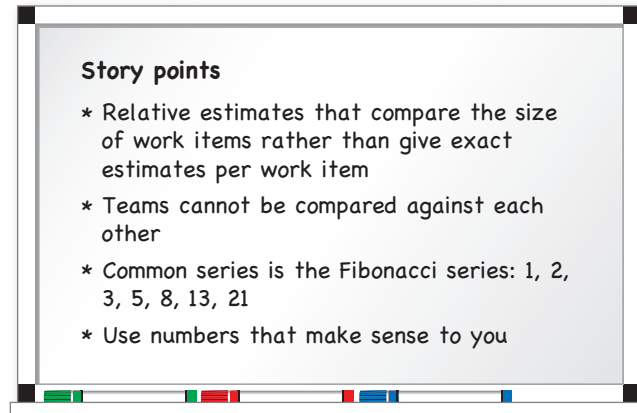 Story points
* Relative estimates that compare the size
of work items rather than give exact
estimates per work item
* Teams cannot be compared against each
other
* Common series is the Fibonacci series: 1, 2,
3, 5, 8, 13, 21
* Use numbers that make sense to you